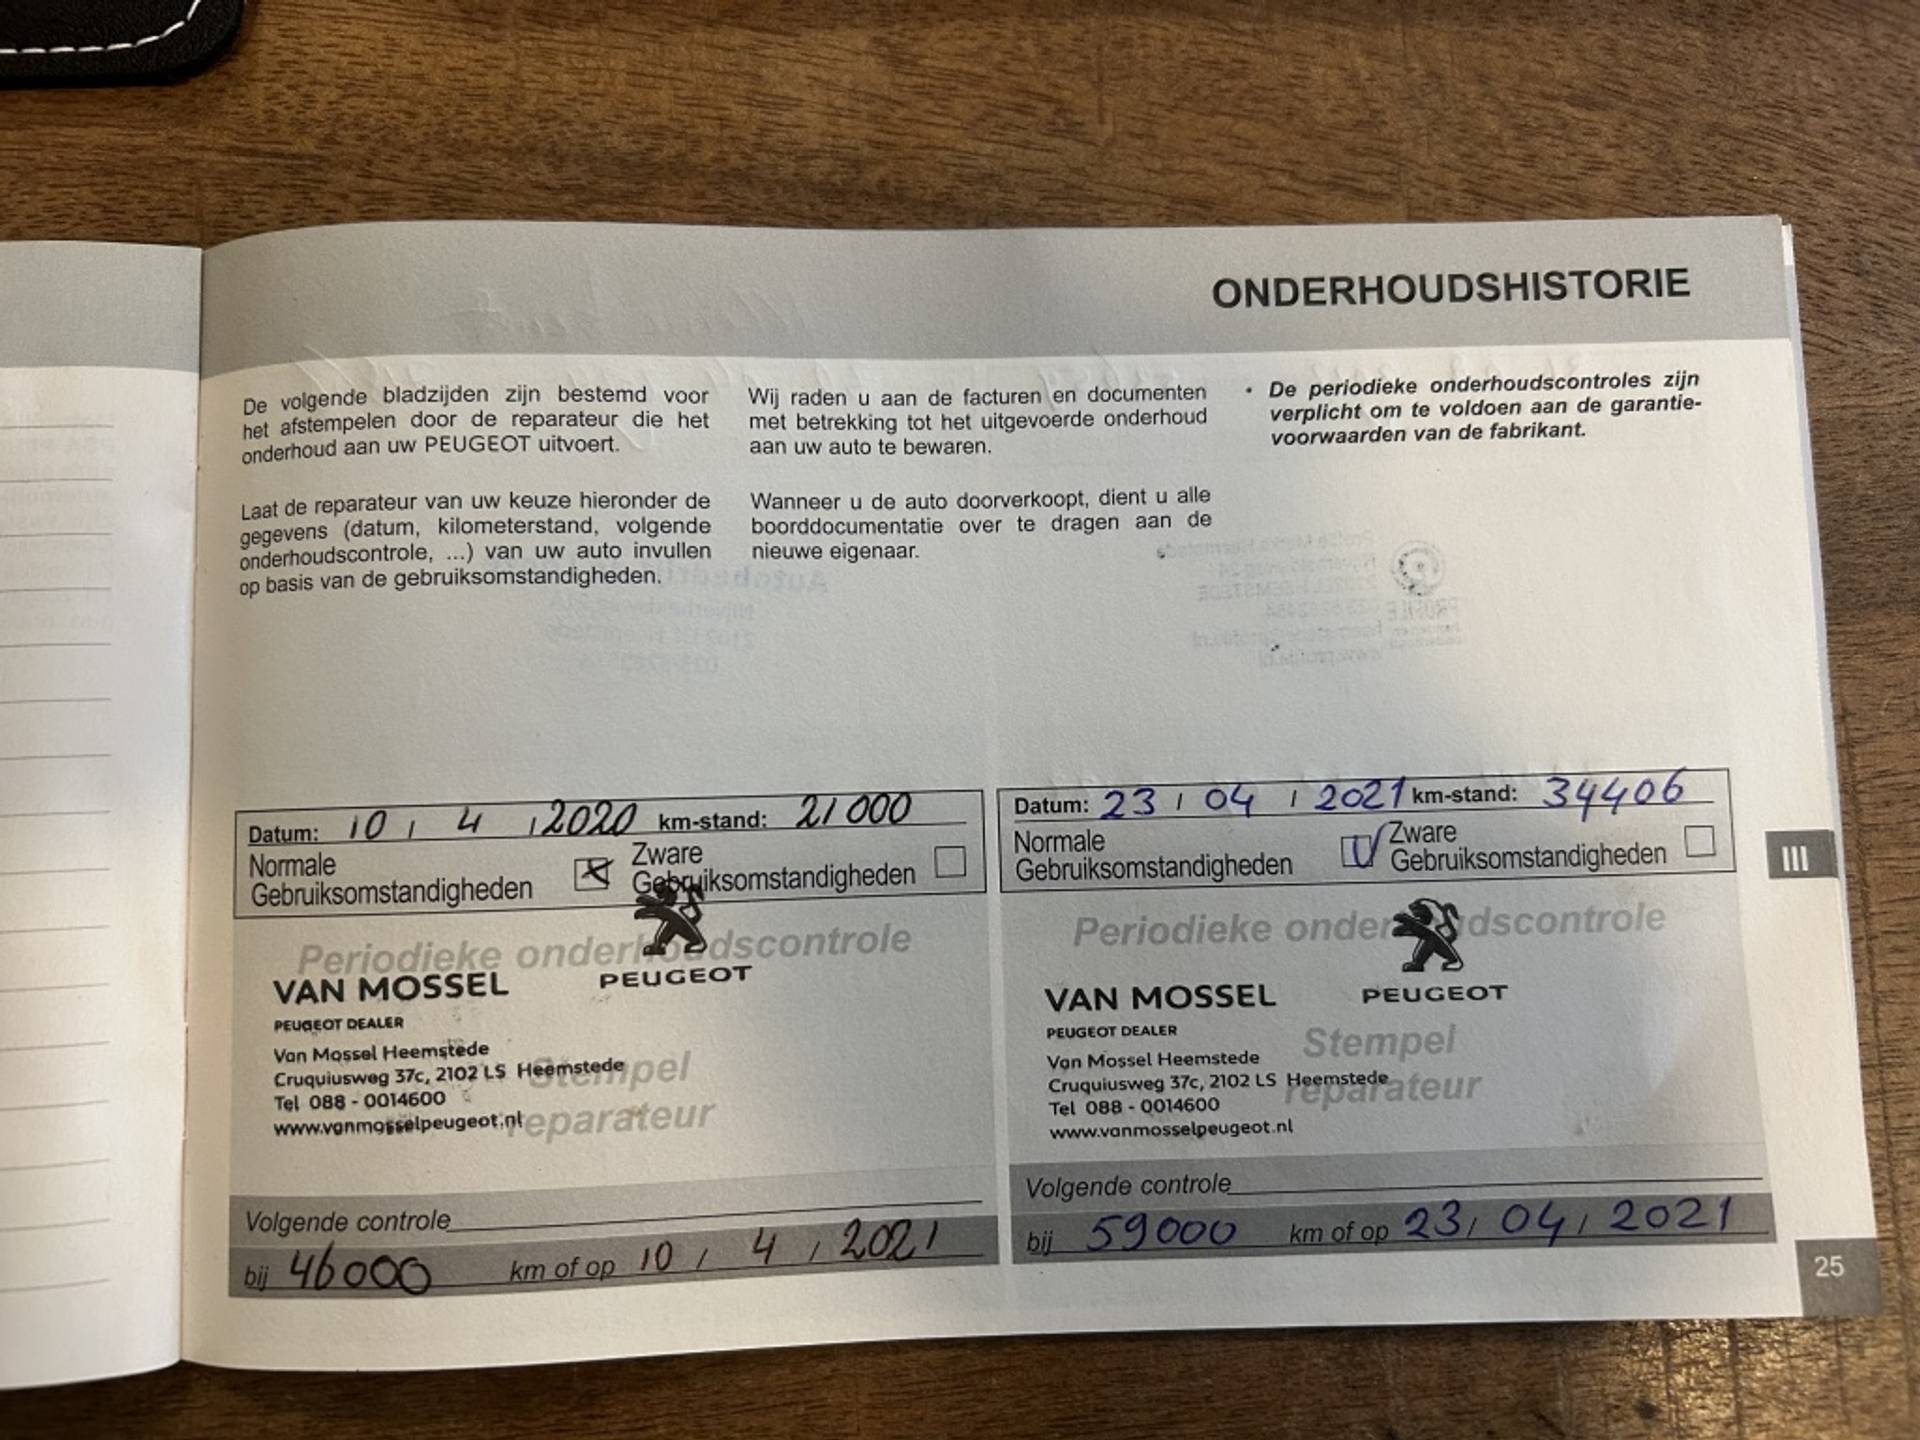 ONDERHOUDSHISTORIE
De volgende bladzijden zijn bestemd voor
het afstempelen door de reparateur die het
onderhoud aan uw PEUGEOT uitvoert.
Laat de reparateur van uw keuze hieronder de
gegevens (datum, kilometerstand, volgende
onderhoudscontrole, ...) van uw auto invullen
op basis van de gebruiksomstandigheden.
Wij raden u aan de facturen en documenten
met betrekking tot het uitgevoerde onderhoud
aan uw auto te bewaren.
Wanneer u de auto doorverkoopt, dient u alle
boorddocumentatie over te dragen aan de
nieuwe eigenaar.
• De periodieke onderhoudscontroles zijn
verplicht om te voldoen aan de garantie-
voorwaarden van de fabrikant.
Datum: 10 / 4 / 2020 km-stand: 21000
Normale
Gebruiksomstandigheden
Zware
Gebruiksomstandigheden
Periodieke onderhoudscontrole
PEUGEOT
VAN MOSSEL
PEUGEOT DEALER
Van Mossel Heemstede
Cruquiusweg 37c, 2102 LS Heemstede
Tel 088 - 0014600
www.vanmosselpeugeot.nl
Stempel
reparateur
Volgende controle
bij 46000 km of op 10 / 4 / 2021
Datum: 23 / 04 / 2021 km-stand: 34406
Normale
Gebruiksomstandigheden
Zware
Gebruiksomstandigheden
Periodieke onderhoudscontrole
PEUGEOT
VAN MOSSEL
PEUGEOT DEALER
Van Mossel Heemstede
Cruquiusweg 37c, 2102 LS Heemstede
Tel 088 - 0014600
www.vanmosselpeugeot.nl
Stempel
reparateur
Volgende controle
bij 59000 km of op 23 / 04 / 2021
III
25